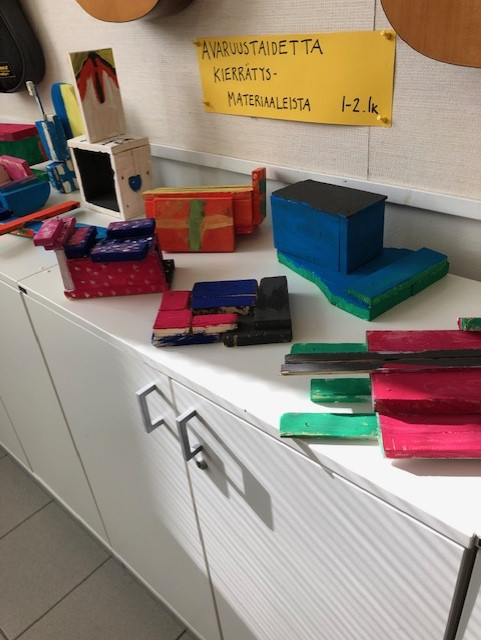 AVARUUSTAIDETTA
KIERRÄTYS-
MATERIAALEISTA 1-2.lk